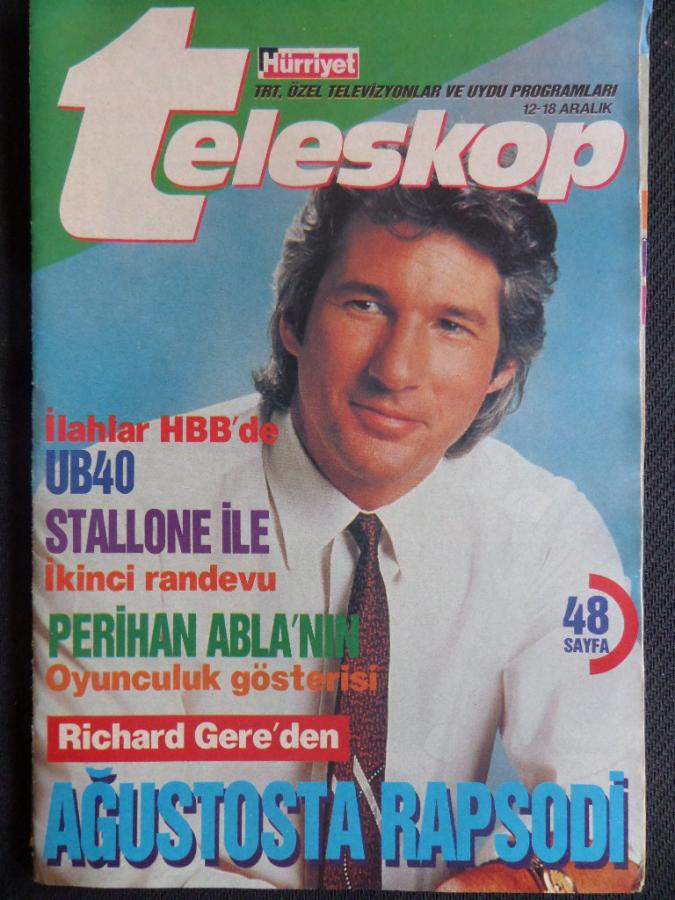 Hürriyet
TRT, ÖZEL TELEVİZYONLAR VE UYDU PROGRAMLARI
12-18 ARALIK
teleskop
İlahlar HBB'de
UB40
STALLONE İLE
İkinci randevu
PERİHAN ABLA'NIN
Oyunculuk gösterisi
48
SAYFA
Richard Gere'den
AĞUSTOSTA RAPSODİ